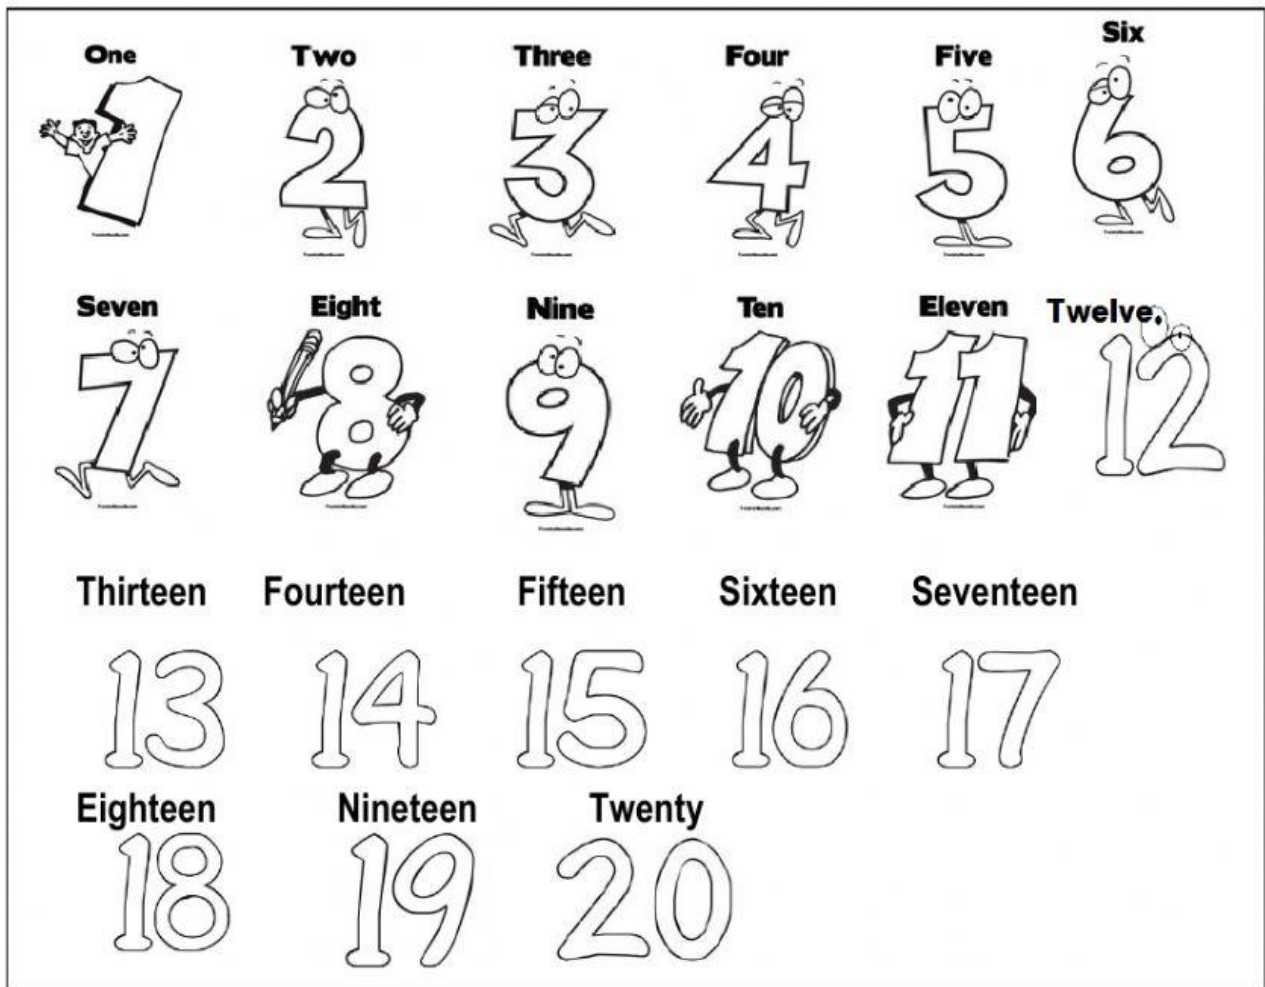 One Two Three Four Five Six
1 2 3 4 5 6
Seven Eight Nine Ten Eleven Twelve.
7 8 9 10 11 12
Thirteen Fourteen Fifteen Sixteen Seventeen
13 14 15 16 17
Eighteen Nineteen Twenty
18 19 20